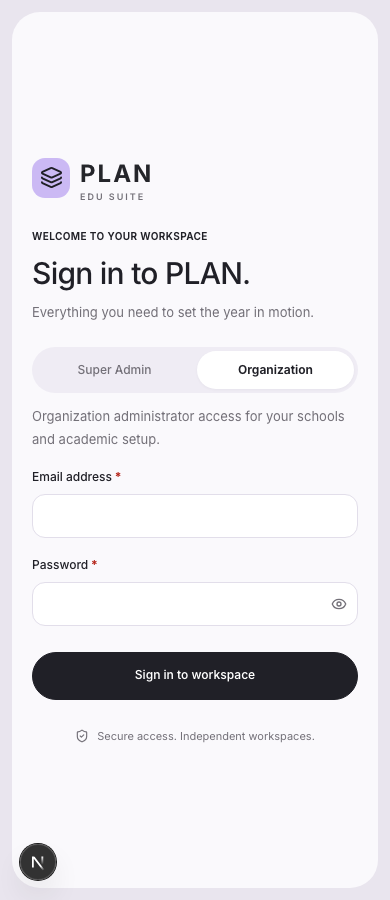 PLAN
EDU SUITE
WELCOME TO YOUR WORKSPACE
Sign in to PLAN.
Everything you need to set the year in motion.
Super Admin
Organization
Organization administrator access for your schools
and academic setup.
Email address *
Password *
Sign in to workspace
Secure access. Independent workspaces.
N